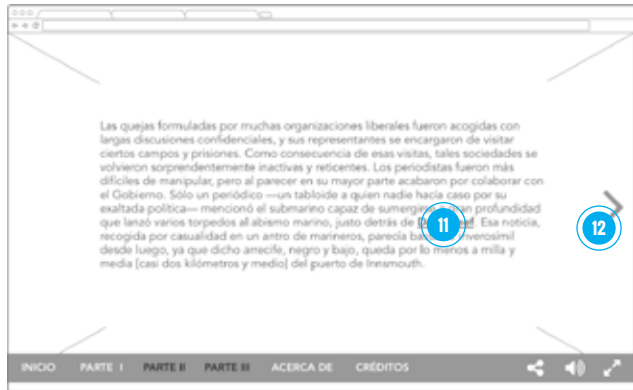 Las quejas formuladas por muchas organizaciones liberales fueron acogidas con
largas discusiones confidenciales, y sus representantes se encargaron de visitar
ciertos campos y prisiones. Como consecuencia de esas visitas, tales sociedades se
volvieron sorprendentemente inactivas y reticentes. Los periodistas fueron más
difíciles de manipular, pero al parecer en su mayor parte acabaron por colaborar con
el Gobierno. Sólo un periódico —un tabloide a quien nadie hacía caso por su
exaltada política— mencionó el submarino capaz de sumergirse a gran profundidad
que lanzó varios torpedos al abismo marino, justo detrás de 11 Esa noticia,
recogida por casualidad en un antro de marineros, parecía inverosímil
desde luego, ya que dicho arrecife, negro y bajo, queda por lo menos a milla y
media [casi dos kilómetros y medio] del puerto de Innsmouth.
12
INICIO PARTE I PARTE II PARTE III ACERCA DE CRÉDITOS